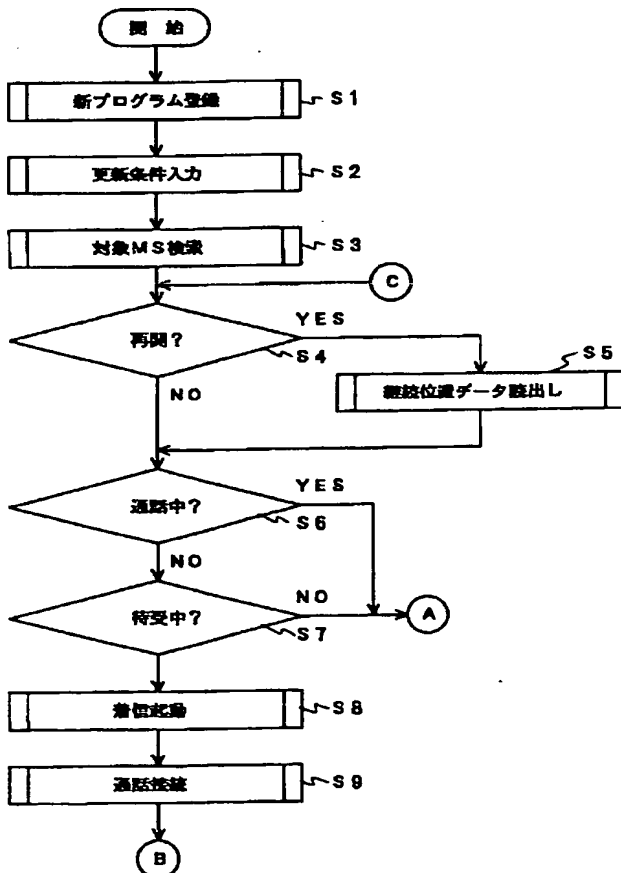 開始
新プログラム登録
S1
更新条件入力
S2
対象MS検索
S3
C
再開?
YES
S4
NO
S5
継続位置データ読出し
通話中?
YES
S6
NO
待受中?
NO
S7
A
着信起動
S8
通話接続
S9
B